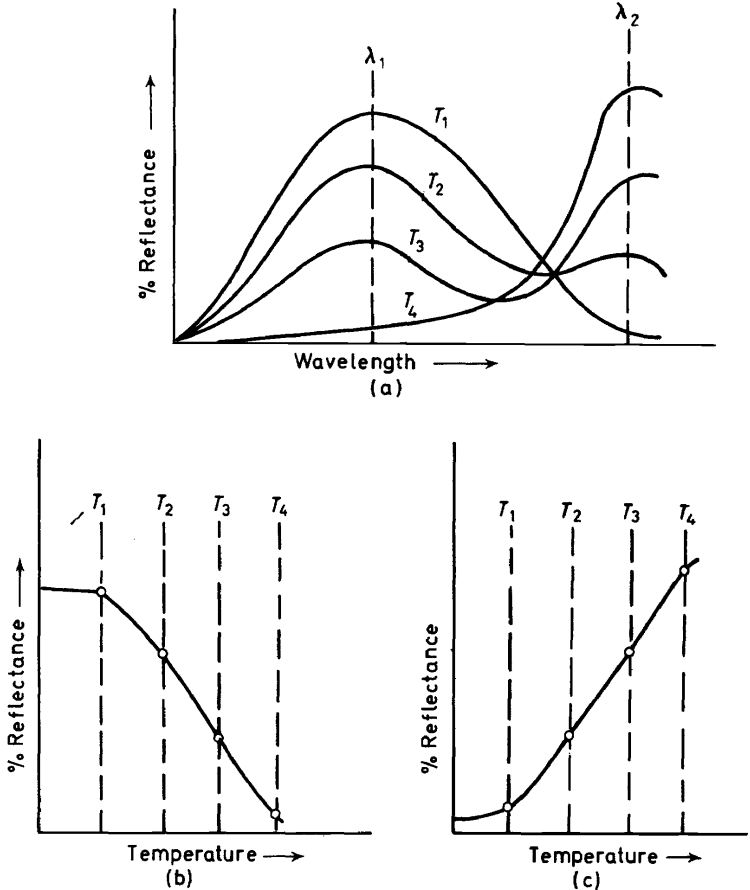 λ₂
λ₁
% Reflectance
T₁
T₂
T₃
T₄
Wavelength
(a)
T₁ T₂ T₃ T₄
% Reflectance
Temperature
(b)
T₁ T₂ T₃ T₄
% Reflectance
Temperature
(c)